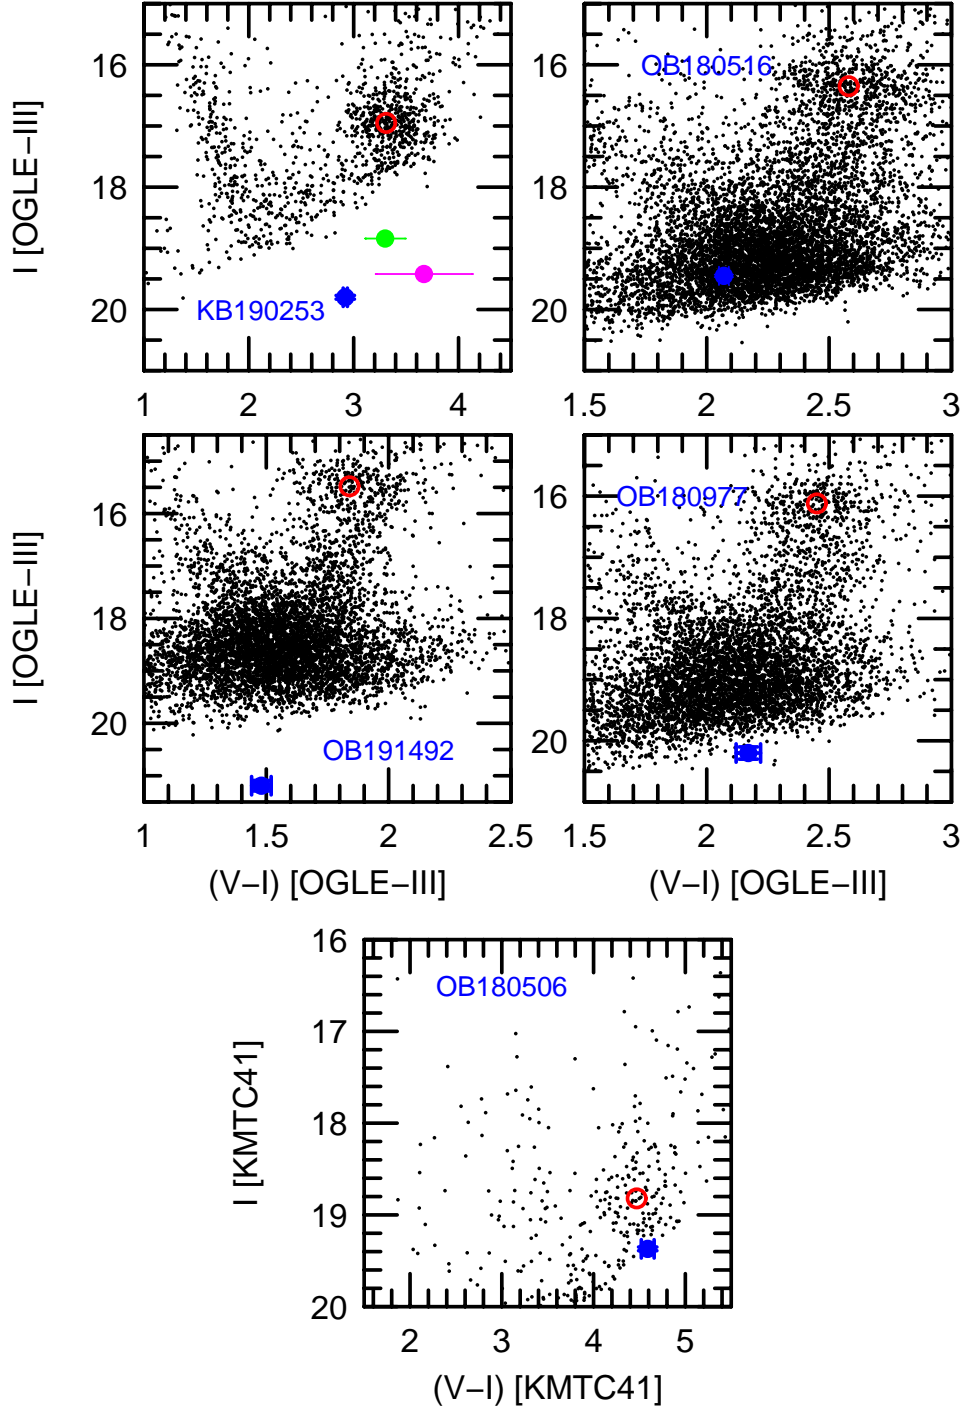 I [OGLE−III]
16
18
20
KB190253
1 2 3 4
16
18
20
OB180516
1.5 2 2.5 3
I [OGLE−III]
16
18
20
OB191492
1 1.5 2 2.5
(V−I) [OGLE−III]
16
18
20
OB180977
1.5 2 2.5 3
(V−I) [OGLE−III]
I [KMTC41]
16
17
18
19
20
OB180506
2 3 4 5
(V−I) [KMTC41]